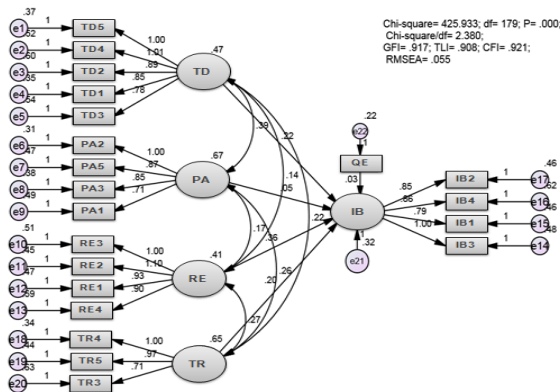 Chi-square= 425.933; df= 179; P= .000;
Chi-square/df= 2.380;
GFI= .917; TLI= .908; CFI= .921;
RMSEA= .055
.37
e1 1 TD5 1.00
.52
e2 1 TD4 1.01
.60
e3 1 TD2 .89
.35
e4 1 TD1 .85
.54
e5 1 TD3 .78
.47
TD
.31
e6 1 PA2 1.00
.47
e7 1 PA5 .87
.38
e8 1 PA3 .85
.49
e9 1 PA1 .71
.67
PA
.51
e10 1 RE3 1.00
.45
e11 1 RE2 1.10
.47
e12 1 RE1 .93
.59
e13 1 RE4 .90
.41
RE
.34
e18 1 TR4 1.00
.44
e19 1 TR5 .97
.63
e20 1 TR3 .71
.65
TR
.39 .22
.14
.05
.17 .36 .22
.20 .26
.27
.22
e22
1
QE
.03
IB
1
.32
e21
.85 IB2 1 e17 .46
.86 IB4 1 e16 .62
.79 IB1 1 e15 .46
1.00 IB3 1 e14 .48